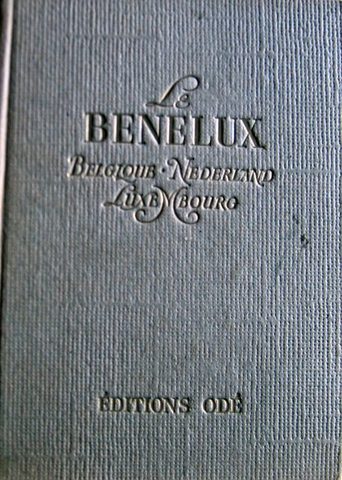 Le
BENELUX
BELGIQUE · NEDERLAND
LUXEMBOURG
ÉDITIONS ODÉ